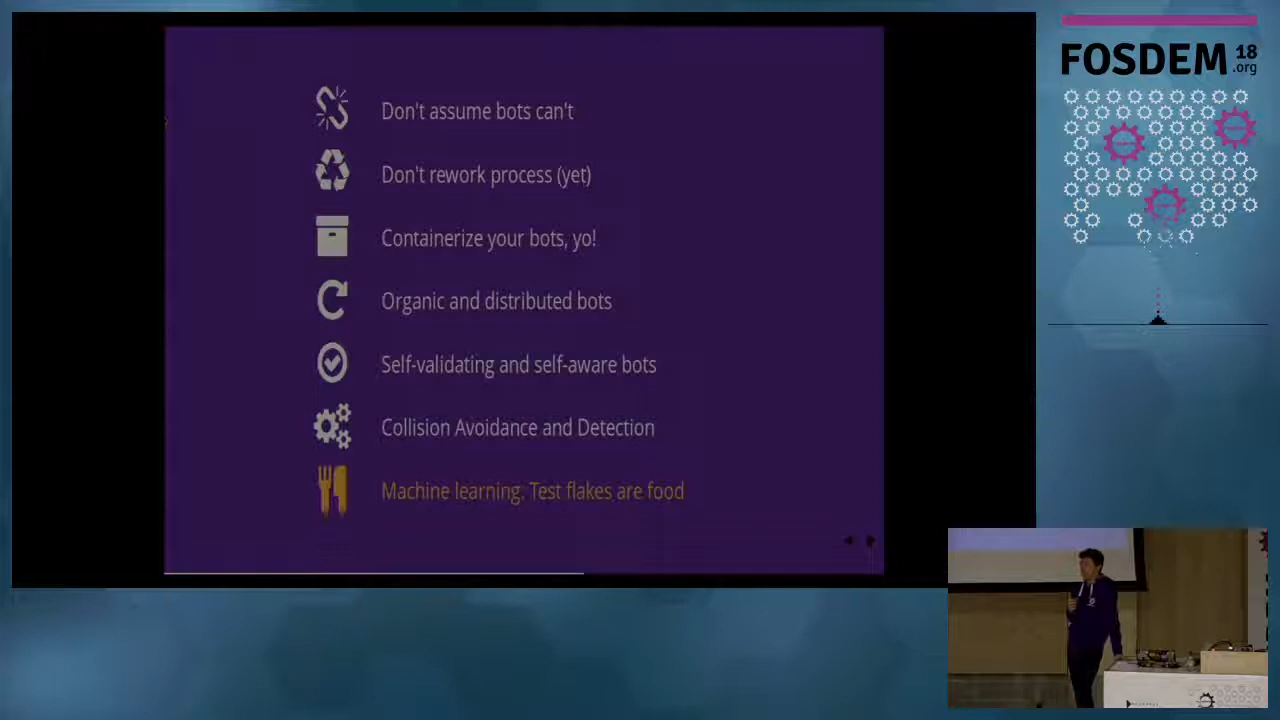 Don't assume bots can't
Don't rework process (yet)
Containerize your bots, yo!
Organic and distributed bots
Self-validating and self-aware bots
Collision Avoidance and Detection
Machine learning. Test flakes are food
FOSDEM 18
.org